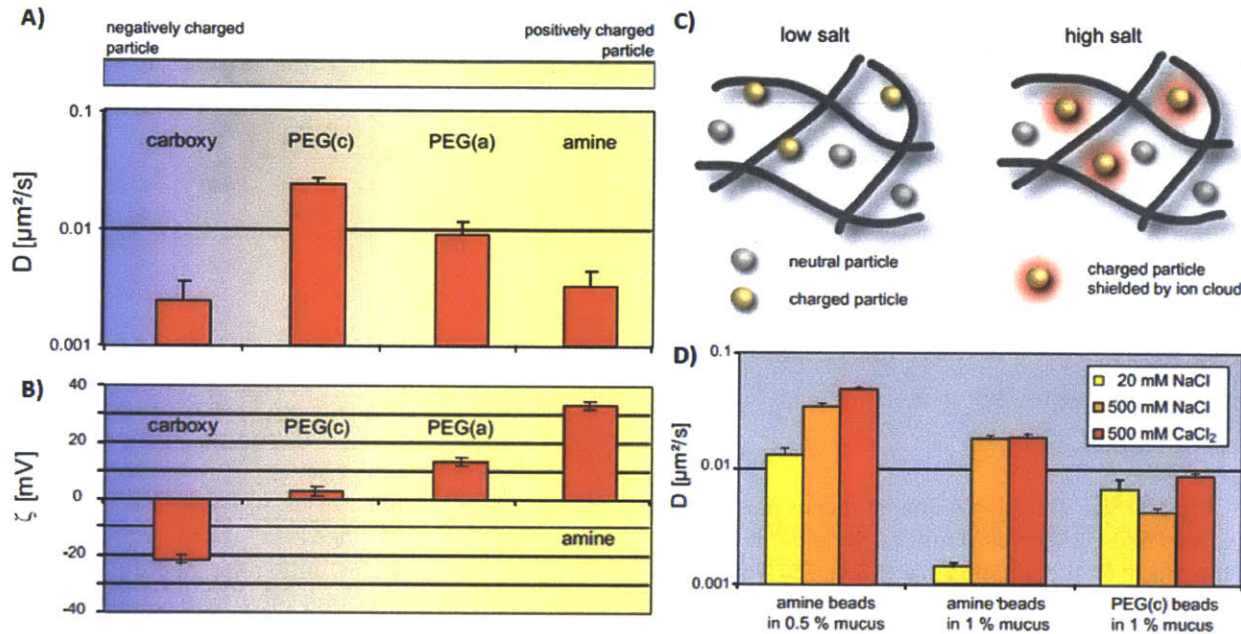 A)
negatively charged
particle
positively charged
particle
0.1
carboxy
PEG(c)
PEG(a)
amine
D [µm²/s]
0.01
0.001
B)
40
carboxy
PEG(c)
PEG(a)
20
ζ [mV]
0
amine
-20
-40
C)
low salt
high salt
neutral particle
charged particle
charged particle
shielded by ion cloud
D)
0.1
20 mM NaCl
500 mM NaCl
500 mM CaCl₂
D [µm²/s]
0.01
0.001
amine beads
in 0.5 % mucus
amine beads
in 1 % mucus
PEG(c) beads
in 1 % mucus